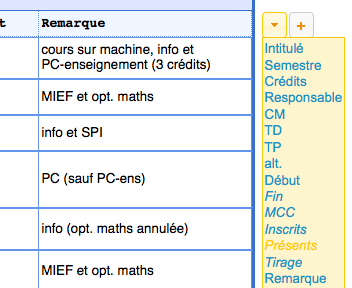 t Remarque
cours sur machine, info et
PC-enseignement (3 crédits)
MIEF et opt. maths
info et SPI
PC (sauf PC-ens)
info (opt. maths annulée)
MIEF et opt. maths
+
Intitulé
Semestre
Crédits
Responsable
CM
TD
TP
alt.
Début
Fin
MCC
Inscrits
Présents
Tirage
Remarque